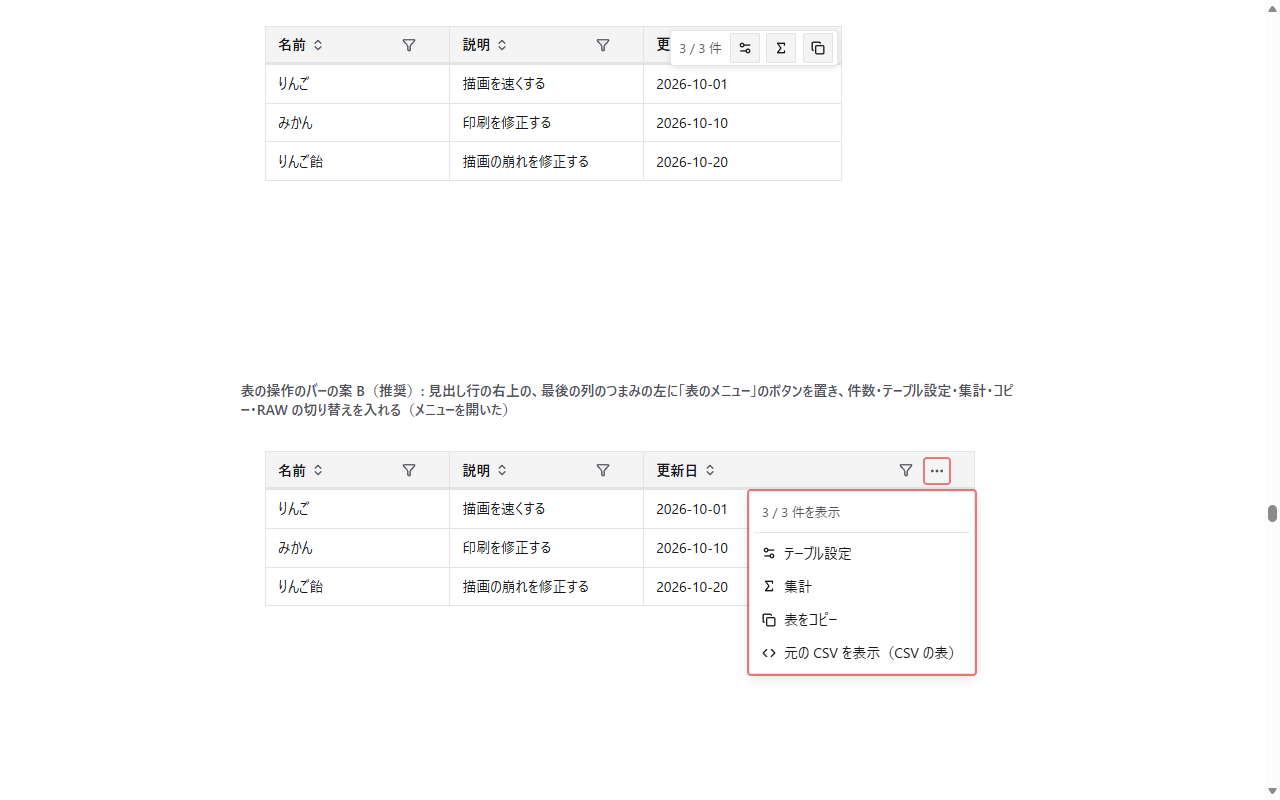 名前 説明 更 3 / 3 件
りんご 描画を速くする 2026-10-01
みかん 印刷を修正する 2026-10-10
りんご飴 描画の崩れを修正する 2026-10-20
表の操作のバーの案 B（推奨）: 見出し行の右上の、最後の列のつまみの左に「表のメニュー」のボタンを置き、件数・テーブル設定・集計・コピ
ー・RAW の切り替えを入れる（メニューを開いた）
名前 説明 更新日
りんご 描画を速くする 2026-10-01
みかん 印刷を修正する 2026-10-10
りんご飴 描画の崩れを修正する 2026-10-20
3 / 3 件を表示
テーブル設定
集計
表をコピー
元の CSV を表示（CSV の表）